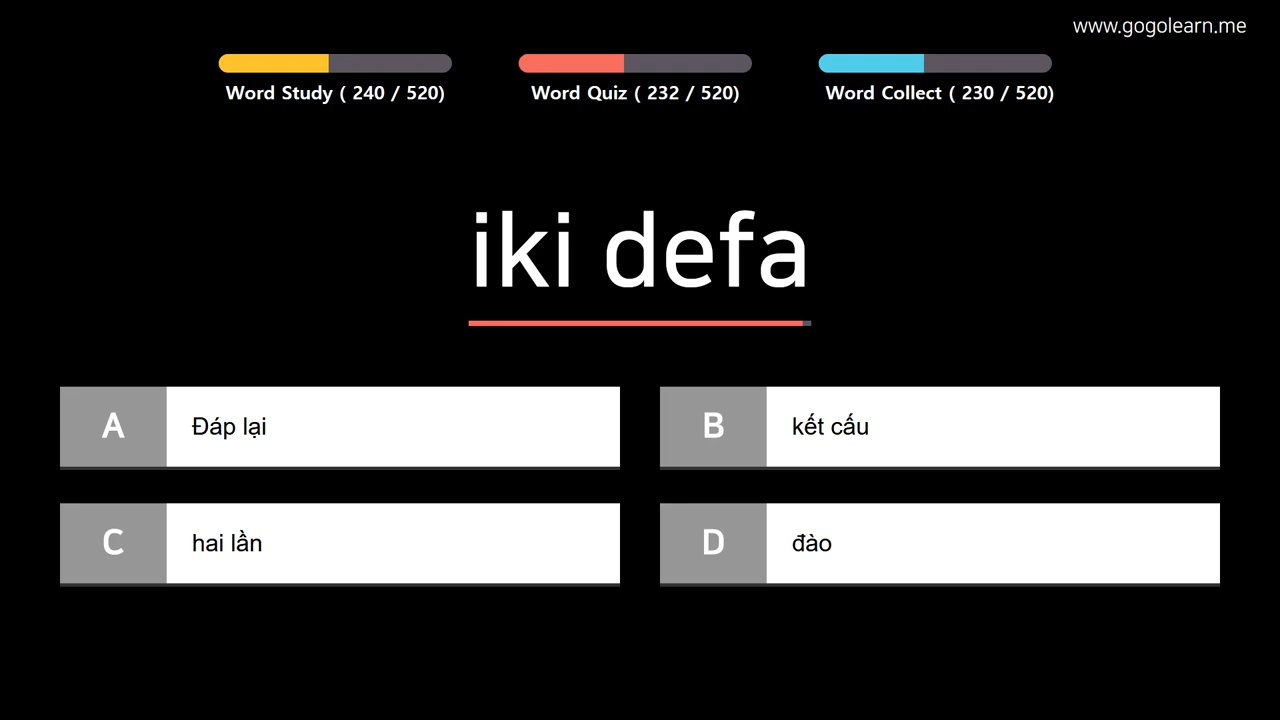 www.gogolearn.me
Word Study ( 240 / 520)
Word Quiz ( 232 / 520)
Word Collect ( 230 / 520)
iki defa
A
Đáp lại
B
kết cấu
C
hai lần
D
đào